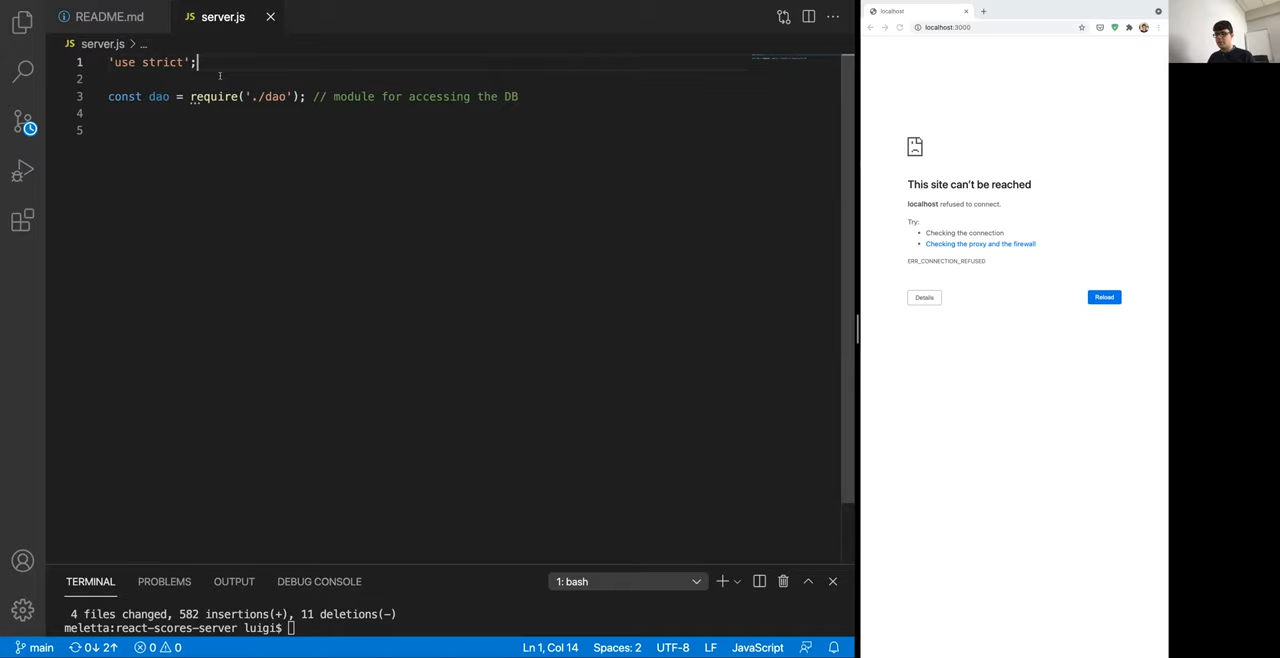 README.md
JS server.js
JS server.js > ...
1 'use strict';
2
3 const dao = require('./dao'); // module for accessing the DB
4
5
TERMINAL PROBLEMS OUTPUT DEBUG CONSOLE
1: bash
4 files changed, 582 insertions(+), 11 deletions(-)
meletta:react-scores-server luigi$
main 0↓ 2↑ 0 0
Ln 1, Col 14 Spaces: 2 UTF-8 LF JavaScript
localhost
localhost:3000
This site can't be reached
localhost refused to connect.
Try:
• Checking the connection
• Checking the proxy and the firewall
ERR_CONNECTION_REFUSED
Details Reload